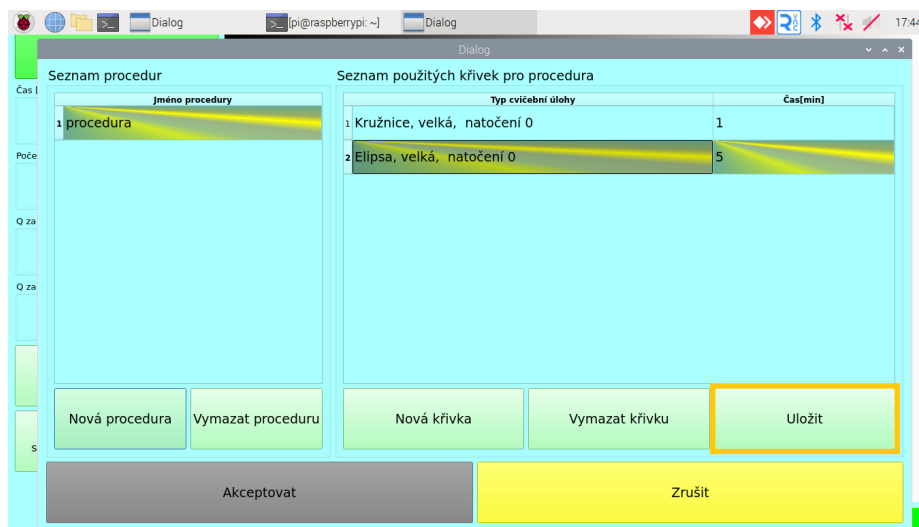 Dialog
[pi@raspberrypi: ~]
Dialog
17:44
Dialog
Seznam procedur
Seznam použitých křivek pro procedura
Čas [
Jméno procedury
Typ cvičební úlohy
Čas[min]
1 procedura
1 Kružnice, velká, natočení 0
1
2 Elipsa, velká, natočení 0
5
Poče
Q za
Q za
Nová procedura
Vymazat proceduru
Nová křivka
Vymazat křivku
Uložit
s
Akceptovat
Zrušit